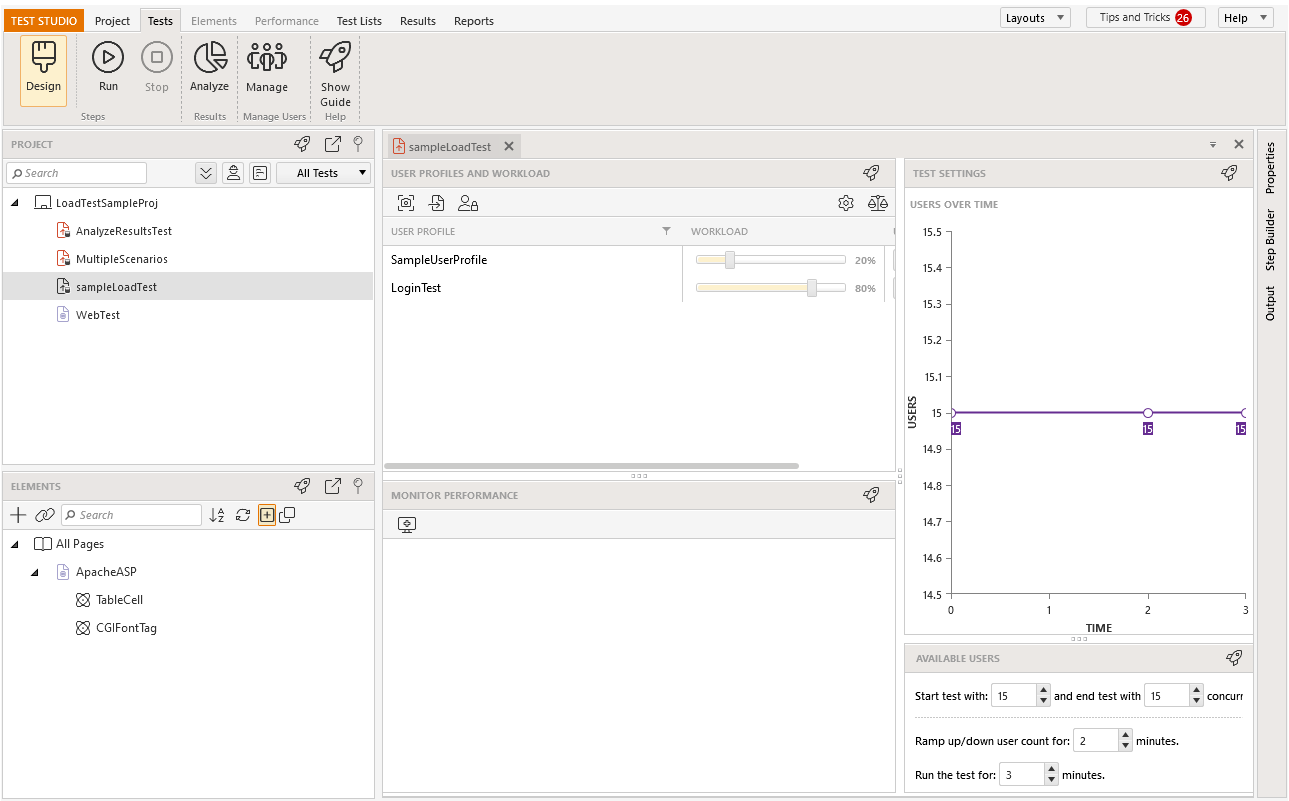 TEST STUDIO Project Tests Elements Performance Test Lists Results Reports Layouts Tips and Tricks 26 Help
Design Run Stop Analyze Manage Show
Guide
Steps Results Manage Users Help
PROJECT
Search All Tests
LoadTestSampleProj
AnalyzeResultsTest
MultipleScenarios
sampleLoadTest
WebTest
ELEMENTS
Search
All Pages
ApacheASP
TableCell
CGIFontTag
sampleLoadTest
USER PROFILES AND WORKLOAD
USER PROFILE WORKLOAD
SampleUserProfile 20%
LoginTest 80%
MONITOR PERFORMANCE
TEST SETTINGS
USERS OVER TIME
15.5
15.4
15.3
15.2
15.1
15
14.9
14.8
14.7
14.6
14.5
USERS
15 15 15
0 1 2 3
TIME
AVAILABLE USERS
Start test with: 15 and end test with 15 concurr
Ramp up/down user count for: 2 minutes.
Run the test for: 3 minutes.
Properties
Step Builder
Output